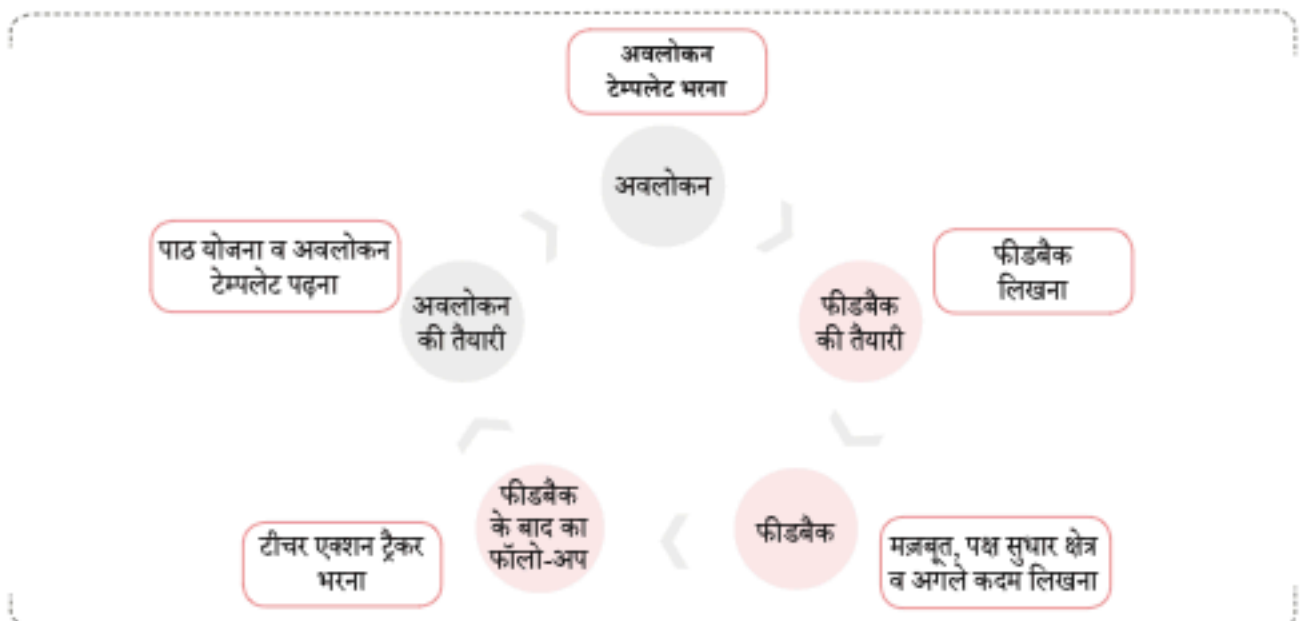 अवलोकन
टेम्पलेट भरना
अवलोकन
पाठ योजना व अवलोकन
टेम्पलेट पढ़ना
अवलोकन
की तैयारी
फीडबैक
की तैयारी
फीडबैक
लिखना
टीचर एक्शन ट्रैकर
भरना
फीडबैक
के बाद का
फॉलो-अप
फीडबैक
मज़बूत, पक्ष सुधार क्षेत्र
व अगले कदम लिखना